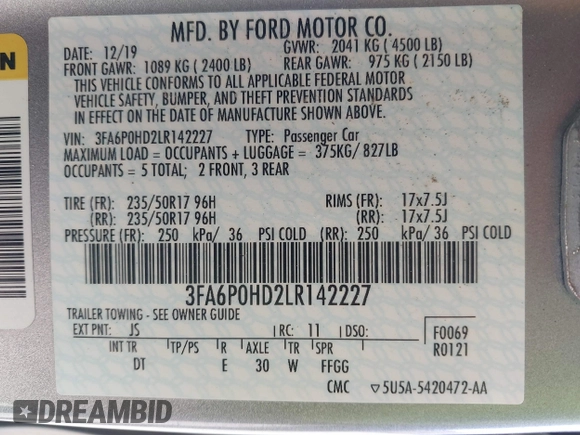 MFD. BY FORD MOTOR CO.
DATE: 12/19 GVWR: 2041 KG ( 4500 LB)
FRONT GAWR: 1089 KG ( 2400 LB) REAR GAWR: 975 KG ( 2150 LB)
THIS VEHICLE CONFORMS TO ALL APPLICABLE FEDERAL MOTOR
VEHICLE SAFETY, BUMPER, AND THEFT PREVENTION STANDARDS
IN EFFECT ON THE DATE OF MANUFACTURE SHOWN ABOVE.
VIN: 3FA6P0HD2LR142227 TYPE: Passenger Car
MAXIMUM LOAD = OCCUPANTS + LUGGAGE = 375KG/ 827LB
OCCUPANTS = 5 TOTAL; 2 FRONT, 3 REAR
TIRE (FR): 235/50R17 96H RIMS (FR): 17x7.5J
(RR): 235/50R17 96H (RR): 17x7.5J
PRESSURE (FR): 250 kPa/ 36 PSI COLD (RR): 250 kPa/36 PSI COLD
3FA6P0HD2LR142227
TRAILER TOWING - SEE OWNER GUIDE
EXT PNT: JS RC: 11 DSO: F0069
INT TR TP/PS R AXLE TR SPR R0121
DT E 30 W FFGG
CMC ▽5U5A-5420472-AA
N
DREAMBID